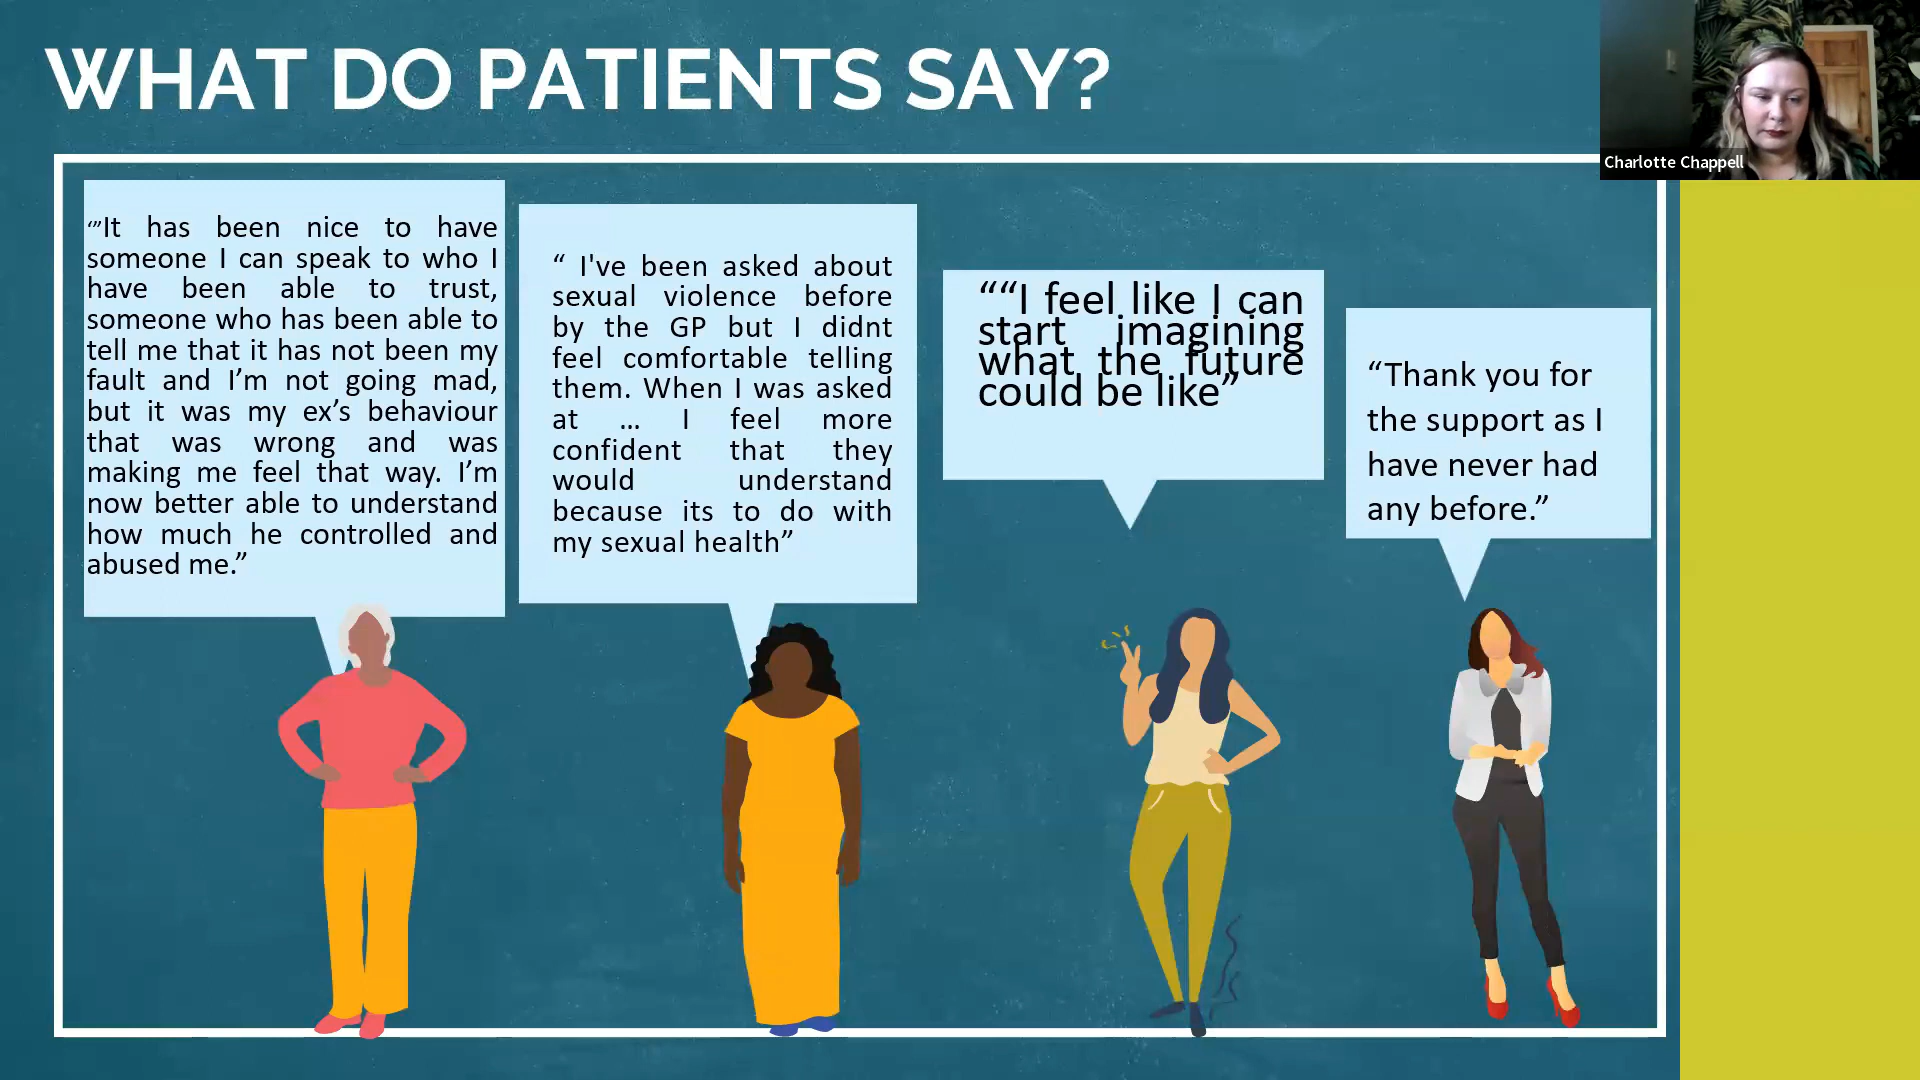 WHAT DO PATIENTS SAY?
Charlotte Chappell
“”It has been nice to have
someone I can speak to who I
have been able to trust,
someone who has been able to
tell me that it has not been my
fault and I’m not going mad,
but it was my ex’s behaviour
that was wrong and was
making me feel that way. I’m
now better able to understand
how much he controlled and
abused me.”
“ I've been asked about
sexual violence before
by the GP but I didnt
feel comfortable telling
them. When I was asked
at … I feel more
confident that they
would understand
because its to do with
my sexual health”
““I feel like I can
start imagining
what the future
could be like”
“Thank you for
the support as I
have never had
any before.”